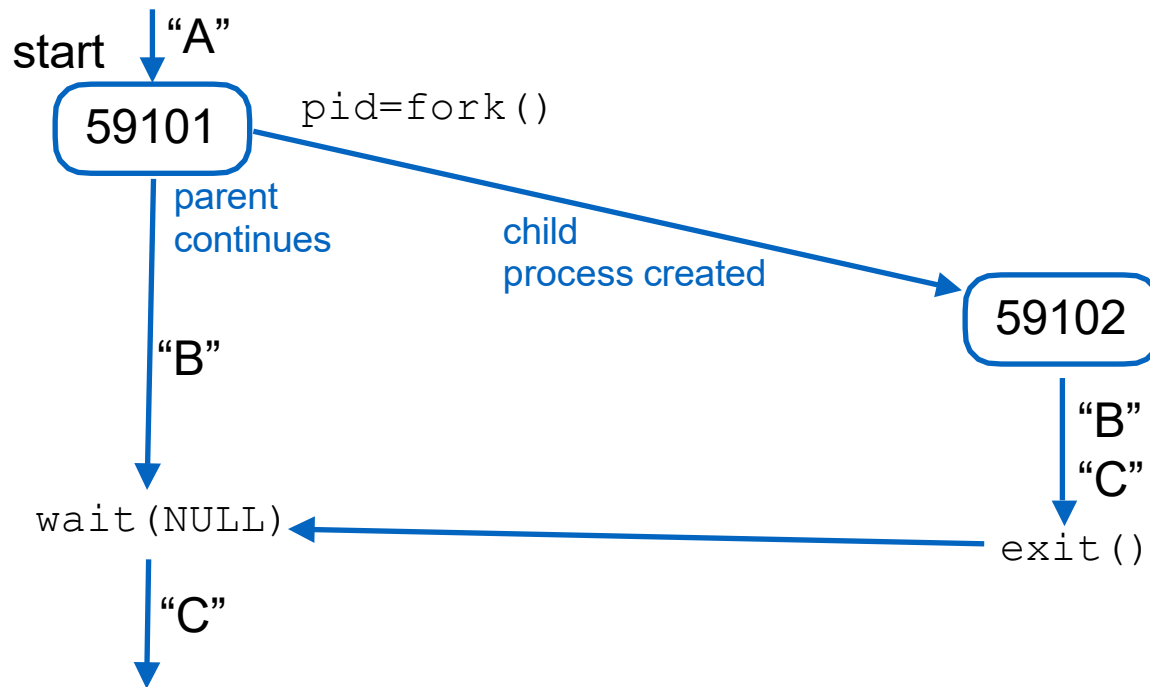 “A”
start
59101
pid=fork()
parent
continues
child
process created
59102
“B”
“B”
“C”
wait(NULL)
exit()
“C”